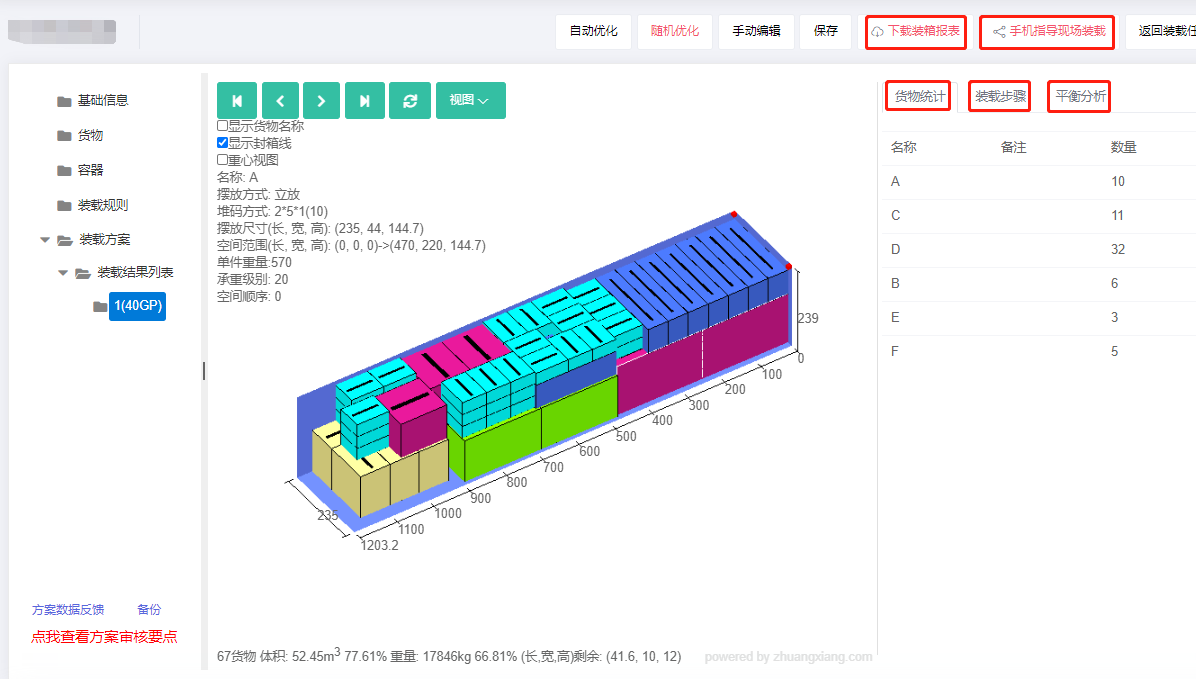 自动优化
随机优化
手动编辑
保存
下载装箱报表
手机指导现场装载
返回装载任
基础信息
货物
容器
装载规则
装载方案
装载结果列表
1(40GP)
方案数据反馈
备份
点我查看方案审核要点
视图
显示货物名称
显示封箱线
重心视图
名称: A
摆放方式: 立放
堆码方式: 2*5*1(10)
摆放尺寸(长, 宽, 高): (235, 44, 144.7)
空间范围(长, 宽, 高): (0, 0, 0)->(470, 220, 144.7)
单件重量:570
承重级别: 20
空间顺序: 0
239
0
100
200
300
400
500
600
700
800
900
1000
1100
1203.2
235
67货物 体积: 52.45m3 77.61% 重量: 17846kg 66.81% (长,宽,高)剩余: (41.6, 10, 12)
powered by zhuangxiang.com
货物统计
装载步骤
平衡分析
名称 备注 数量
A 10
C 11
D 32
B 6
E 3
F 5